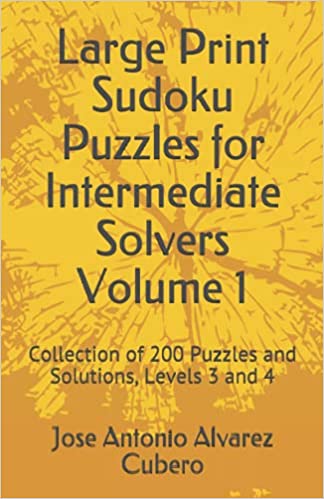 Large Print
Sudoku
Puzzles for
Intermediate
Solvers
Volume 1
Collection of 200 Puzzles and
Solutions, Levels 3 and 4
Jose Antonio Alvarez
Cubero